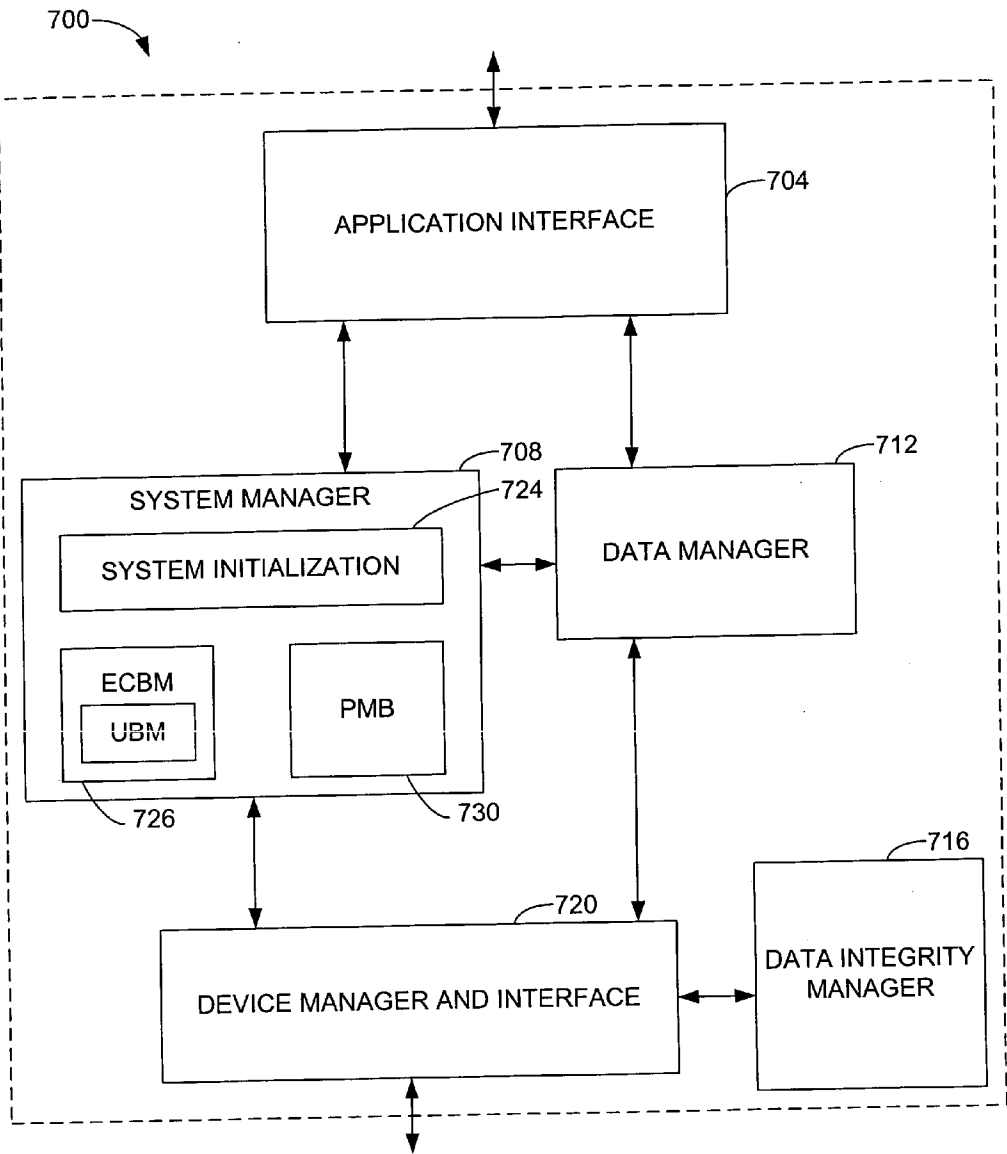 700
704
APPLICATION INTERFACE
708
712
SYSTEM MANAGER
724
SYSTEM INITIALIZATION
DATA MANAGER
ECBM
UBM
PMB
726
730
716
720
DATA INTEGRITY
MANAGER
DEVICE MANAGER AND INTERFACE